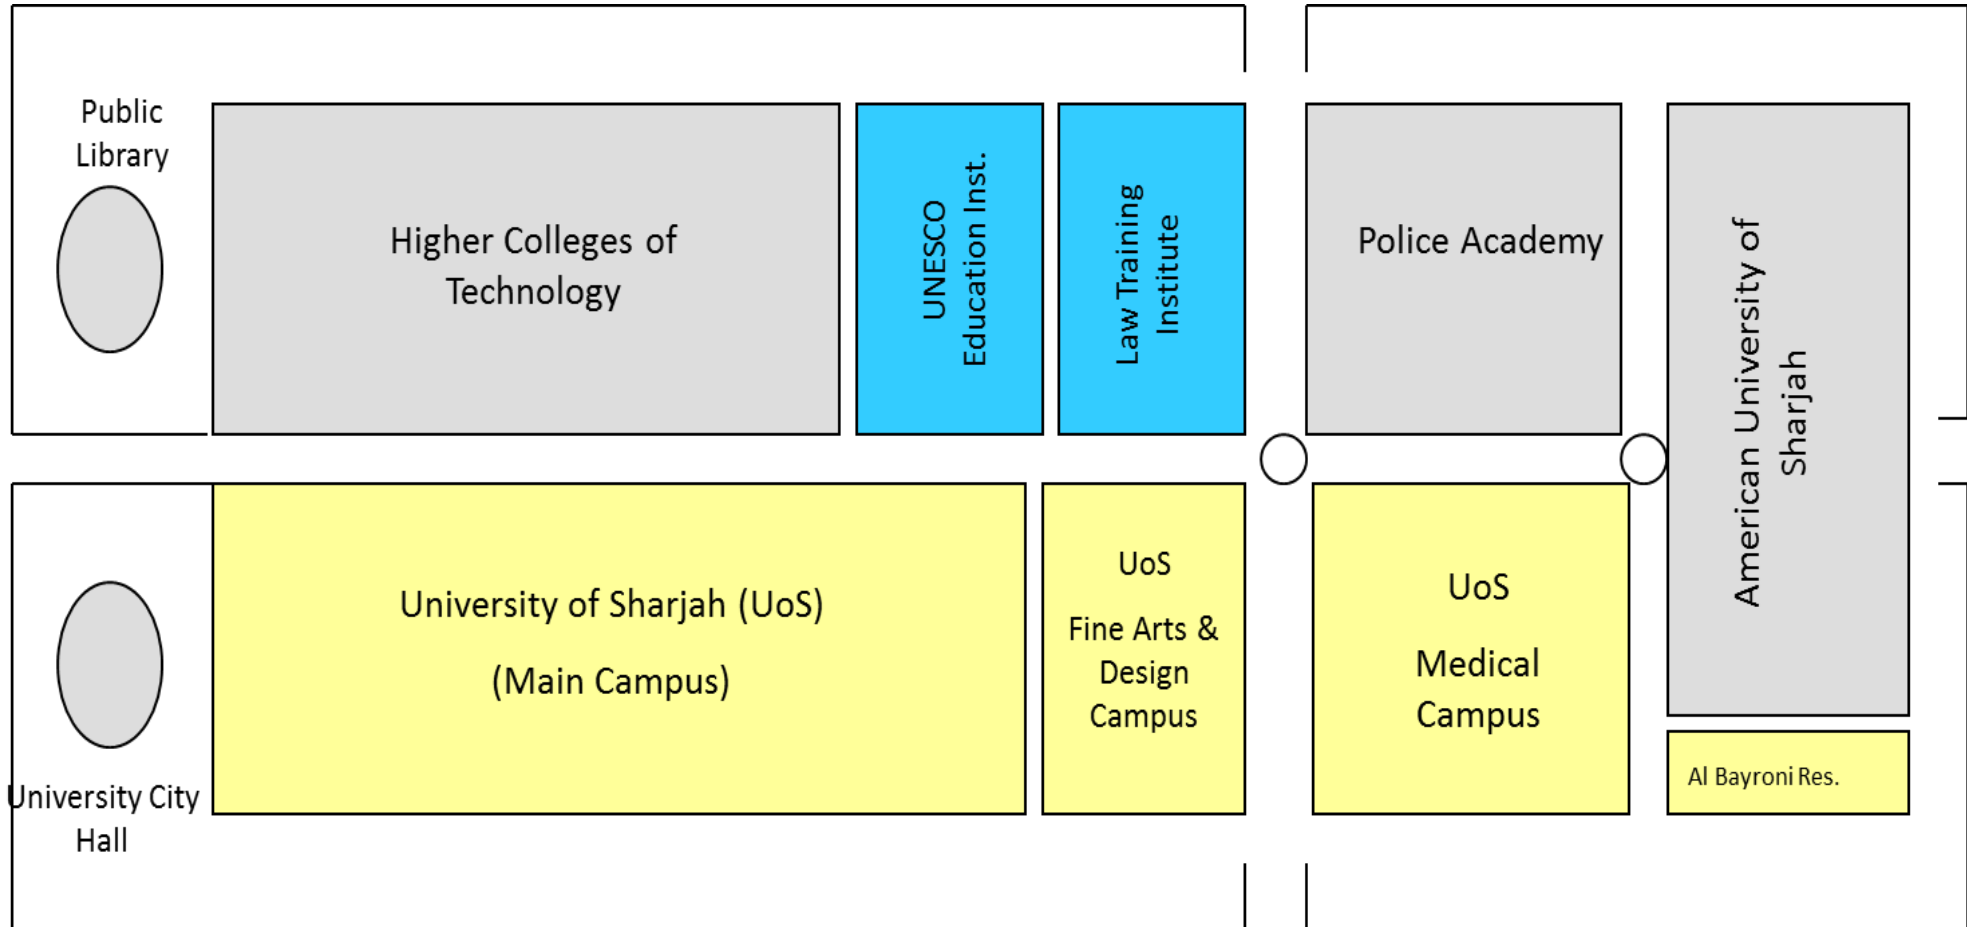 Public
Library
Higher Colleges of
Technology
UNESCO
Education Inst.
Law Training
Institute
Police Academy
American University of
Sharjah
University of Sharjah (UoS)
(Main Campus)
UoS
Fine Arts &
Design
Campus
UoS
Medical
Campus
Al Bayroni Res.
University City
Hall